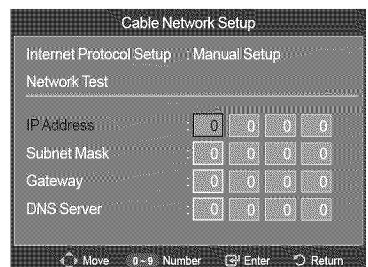 Cable Network Setup
Internet Protocol Setup : Manual Setup
Network Test
IP Address : 0 0 0 0
Subnet Mask : 0 0 0 0
Gateway : 0 0 0 0
DNS Server : 0 0 0 0
Move 0~9 Number Enter Return